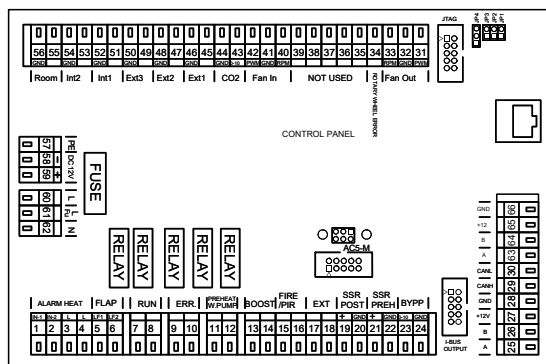 JTAG
JP4
JP3
JP2
JP1
56 55 54 53 52 51 50 49 48 47 46 45 44 43 42 41 40 39 38 37 36 35 34 33 32 31
GND GND GND GND GND GND GND 0-10 PWM GND RPM RPM GND PWM
Room Int2 Int1 Ext3 Ext2 Ext1 CO2 Fan In NOT USED ROTARY WHEEL ERROR Fan Out
CONTROL PANEL
57 PE
58 -
59 +
DC 12V
FUSE
60 L
61 L
Fu
62 N
RELAY RELAY RELAY RELAY RELAY
AC5-M
GND 66
+12 65
B 64
A 63
CANL 30
CANH 29
GND 28
+12V 27
B 26
A 25
I-BUS
OUTPUT
ALARM HEAT FLAP RUN ERR. PREHEAT/W.PUMP BOOST FIRE/PIR EXT SSR POST SSR PREH BYPP
IN-1 IN-2 L L LF1 LF2 + GND + GND 0-10 GND
1 2 3 4 5 6 7 8 9 10 11 12 13 14 15 16 17 18 19 20 21 22 23 24